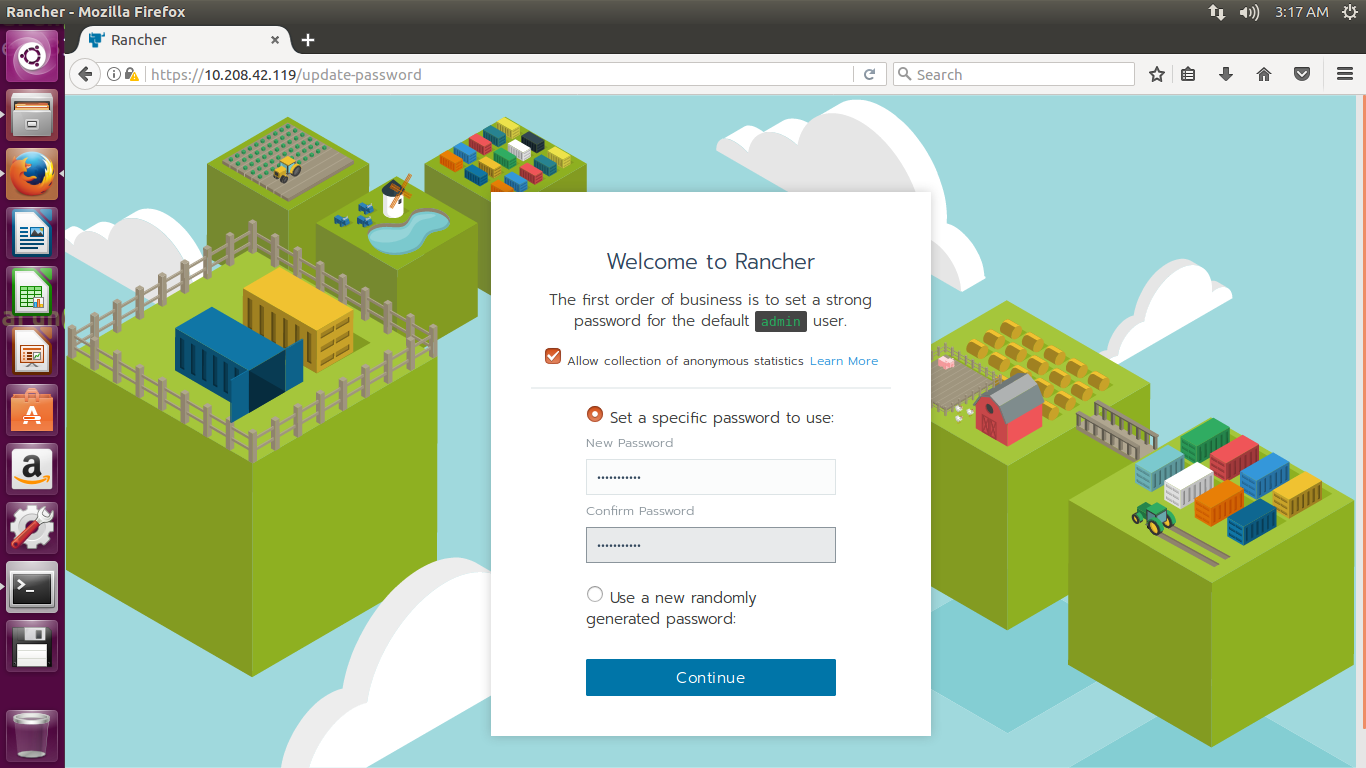 Rancher - Mozilla Firefox
3:17 AM
Rancher
https://10.208.42.119/update-password
Search
Welcome to Rancher
The first order of business is to set a strong
password for the default admin user.
Allow collection of anonymous statistics Learn More
Set a specific password to use:
New Password
•••••••••••
Confirm Password
•••••••••••
Use a new randomly
generated password:
Continue